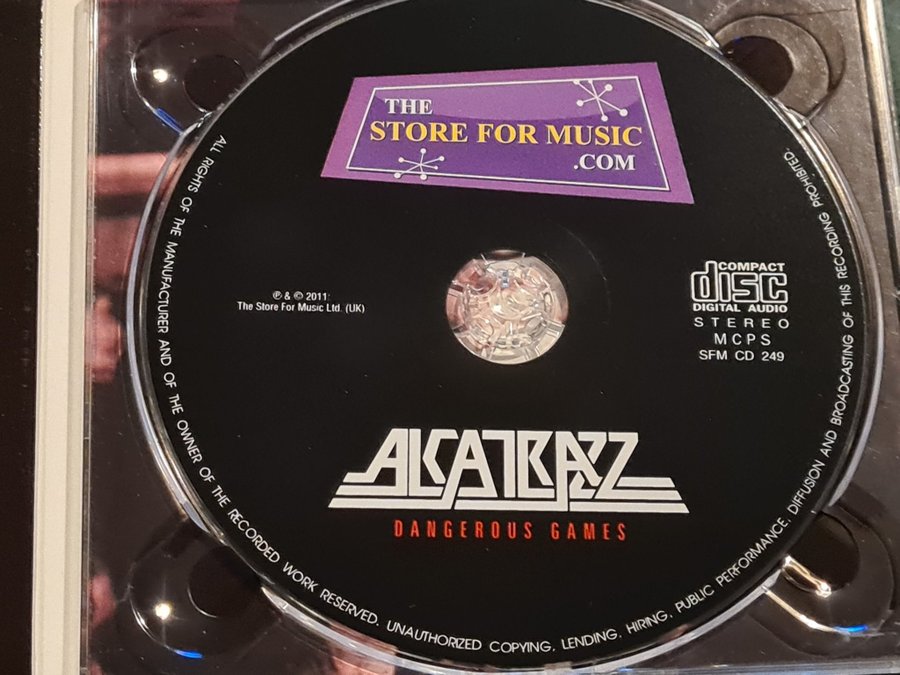 THE
STORE FOR MUSIC
.COM
℗ & © 2011
The Store For Music Ltd. (UK)
COMPACT
disc
DIGITAL AUDIO
STEREO
MCPS
SFM CD 249
ALCATRAZZ
DANGEROUS GAMES
ALL RIGHTS OF THE MANUFACTURER AND OF THE OWNER OF THE RECORDED WORK RESERVED. UNAUTHORIZED COPYING, LENDING, HIRING, PUBLIC PERFORMANCE, DIFFUSION AND BROADCASTING OF THIS RECORDING PROHIBITED.